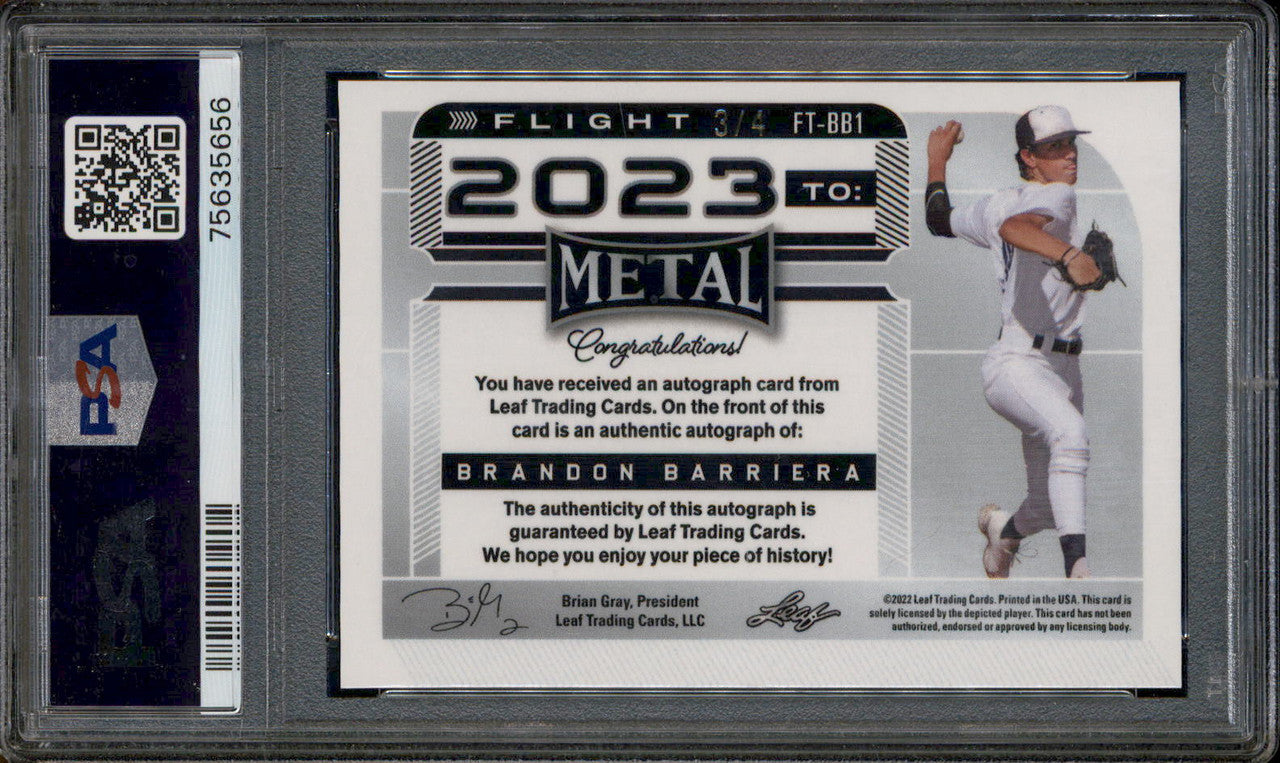 75635656
PSA
FLIGHT 3/4 FT-BB1
2023 TO:
METAL
Congratulations!
You have received an autograph card from
Leaf Trading Cards. On the front of this
card is an authentic autograph of:
BRANDON BARRIERA
The authenticity of this autograph is
guaranteed by Leaf Trading Cards.
We hope you enjoy your piece of history!
Brian Gray, President
Leaf Trading Cards, LLC
Leaf
©2022 Leaf Trading Cards. Printed in the USA. This card is
solely licensed by the depicted player. This card has not been
authorized, endorsed or approved by any licensing body.